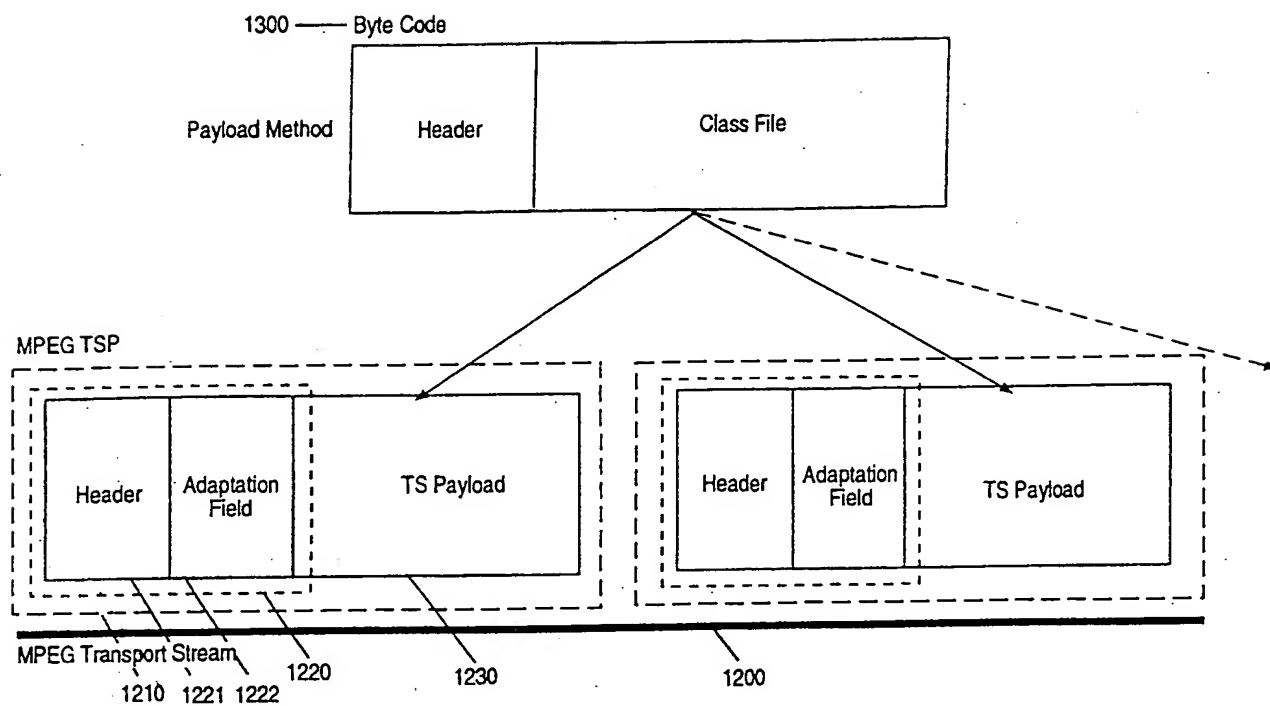 1300 Byte Code
Payload Method
Header
Class File
MPEG TSP
Header
Adaptation
Field
TS Payload
Header
Adaptation
Field
TS Payload
MPEG Transport Stream
1210
1221
1222
1220
1230
1200